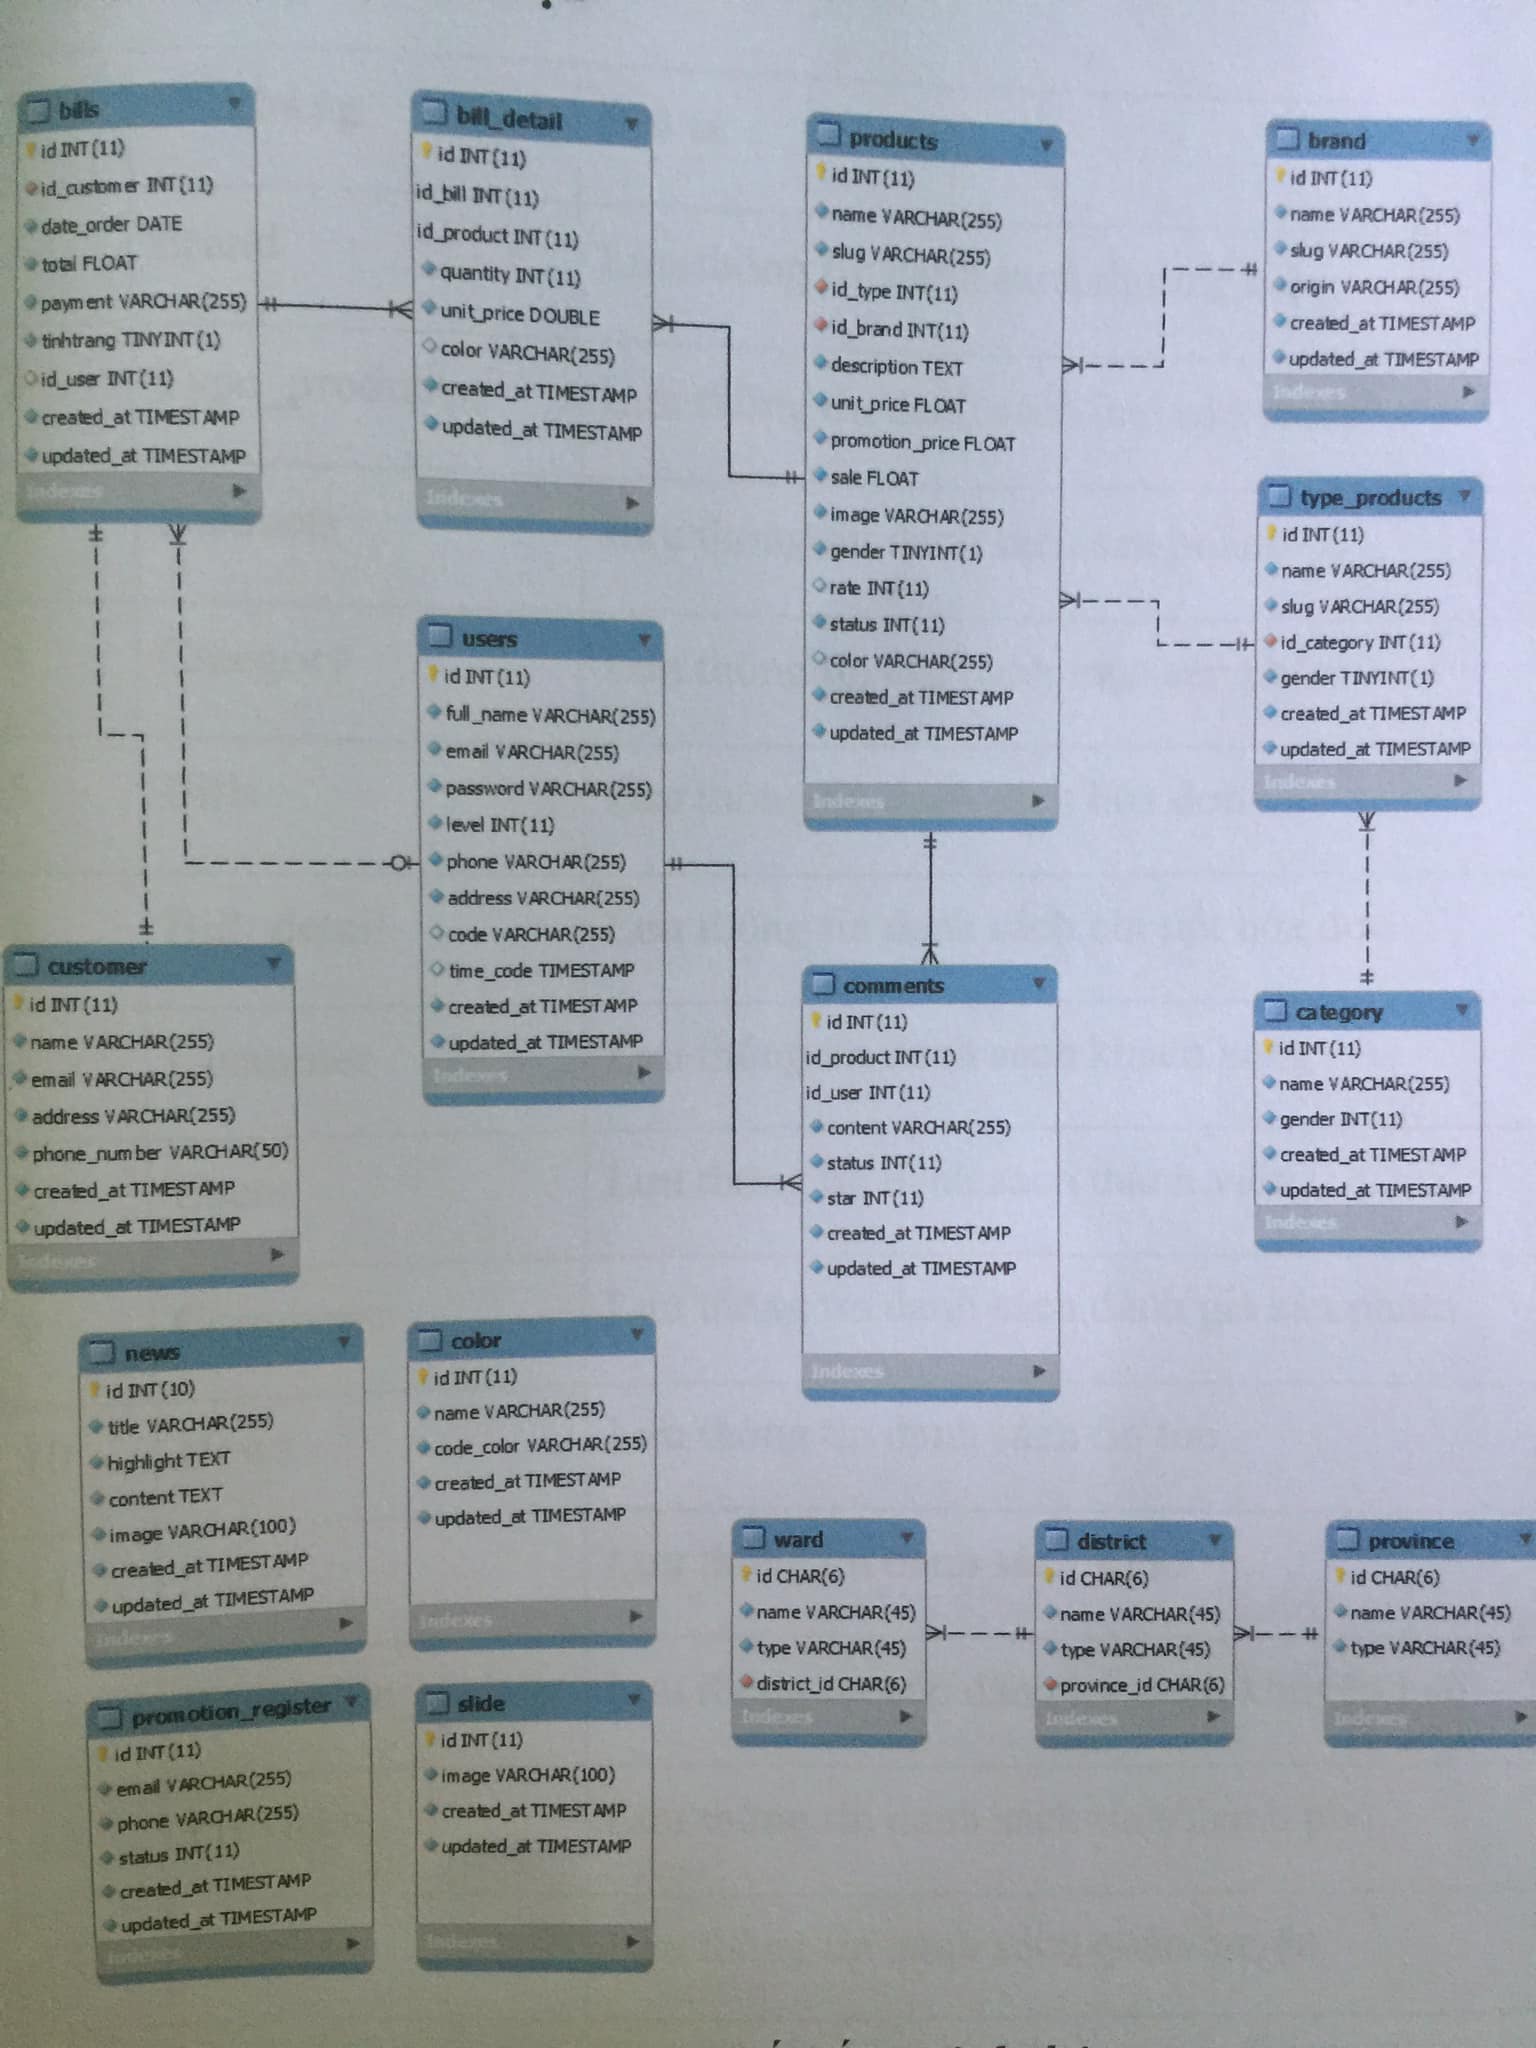 bills
id INT(11)
id_customer INT(11)
date_order DATE
total FLOAT
payment VARCHAR(255)
tinhtrang TINYINT(1)
id_user INT(11)
created_at TIMESTAMP
updated_at TIMESTAMP
Indexes
bill_detail
id INT(11)
id_bill INT(11)
id_product INT(11)
quantity INT(11)
unit_price DOUBLE
color VARCHAR(255)
created_at TIMESTAMP
updated_at TIMESTAMP
Indexes
products
id INT(11)
name VARCHAR(255)
slug VARCHAR(255)
id_type INT(11)
id_brand INT(11)
description TEXT
unit_price FLOAT
promotion_price FLOAT
sale FLOAT
image VARCHAR(255)
gender TINYINT(1)
rate INT(11)
status INT(11)
color VARCHAR(255)
created_at TIMESTAMP
updated_at TIMESTAMP
Indexes
brand
id INT(11)
name VARCHAR(255)
slug VARCHAR(255)
origin VARCHAR(255)
created_at TIMESTAMP
updated_at TIMESTAMP
Indexes
type_products
id INT(11)
name VARCHAR(255)
slug VARCHAR(255)
id_category INT(11)
gender TINYINT(1)
created_at TIMESTAMP
updated_at TIMESTAMP
Indexes
users
id INT(11)
full_name VARCHAR(255)
email VARCHAR(255)
password VARCHAR(255)
level INT(11)
phone VARCHAR(255)
address VARCHAR(255)
code VARCHAR(255)
time_code TIMESTAMP
created_at TIMESTAMP
updated_at TIMESTAMP
Indexes
customer
id INT(11)
name VARCHAR(255)
email VARCHAR(255)
address VARCHAR(255)
phone_number VARCHAR(50)
created_at TIMESTAMP
updated_at TIMESTAMP
Indexes
comments
id INT(11)
id_product INT(11)
id_user INT(11)
content VARCHAR(255)
status INT(11)
star INT(11)
created_at TIMESTAMP
updated_at TIMESTAMP
Indexes
category
id INT(11)
name VARCHAR(255)
gender INT(11)
created_at TIMESTAMP
updated_at TIMESTAMP
Indexes
news
id INT(10)
title VARCHAR(255)
highlight TEXT
content TEXT
image VARCHAR(100)
created_at TIMESTAMP
updated_at TIMESTAMP
Indexes
color
id INT(11)
name VARCHAR(255)
code_color VARCHAR(255)
created_at TIMESTAMP
updated_at TIMESTAMP
Indexes
ward
id CHAR(6)
name VARCHAR(45)
type VARCHAR(45)
district_id CHAR(6)
Indexes
district
id CHAR(6)
name VARCHAR(45)
type VARCHAR(45)
province_id CHAR(6)
Indexes
province
id CHAR(6)
name VARCHAR(45)
type VARCHAR(45)
Indexes
promotion_register
id INT(11)
email VARCHAR(255)
phone VARCHAR(255)
status INT(11)
created_at TIMESTAMP
updated_at TIMESTAMP
Indexes
slide
id INT(11)
image VARCHAR(100)
created_at TIMESTAMP
updated_at TIMESTAMP
Indexes